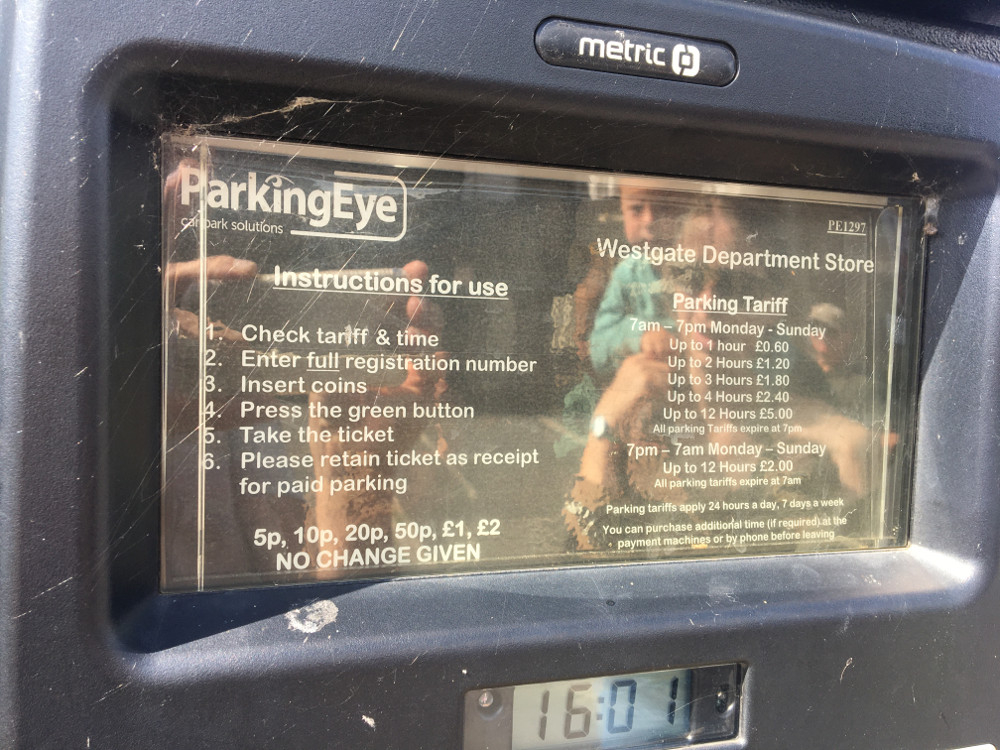 metric
ParkingEye
car park solutions
Instructions for use
1. Check tariff & time
2. Enter full registration number
3. Insert coins
4. Press the green button
5. Take the ticket
6. Please retain ticket as receipt
for paid parking
5p, 10p, 20p, 50p, £1, £2
NO CHANGE GIVEN
PE1297
Westgate Department Store
Parking Tariff
7am – 7pm Monday - Sunday
Up to 1 hour £0.60
Up to 2 Hours £1.20
Up to 3 Hours £1.80
Up to 4 Hours £2.40
Up to 12 Hours £5.00
All parking Tariffs expire at 7pm
7pm – 7am Monday – Sunday
Up to 12 Hours £2.00
All parking tariffs expire at 7am
Parking tariffs apply 24 hours a day, 7 days a week
You can purchase additional time (if required) at the
payment machines or by phone before leaving
16:01